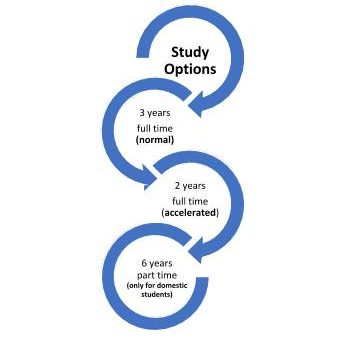 Study
Options
3 years
full time
(normal)
2 years
full time
(accelerated)
6 years
part time
(only for domestic
students)